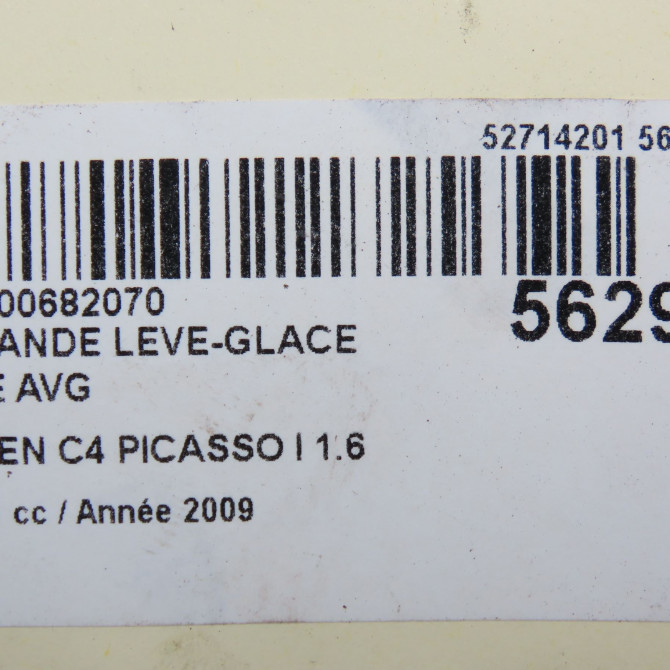 52714201 56
00682070
5629
ANDE LEVE-GLACE
E AVG
EN C4 PICASSO I 1.6
cc / Année 2009